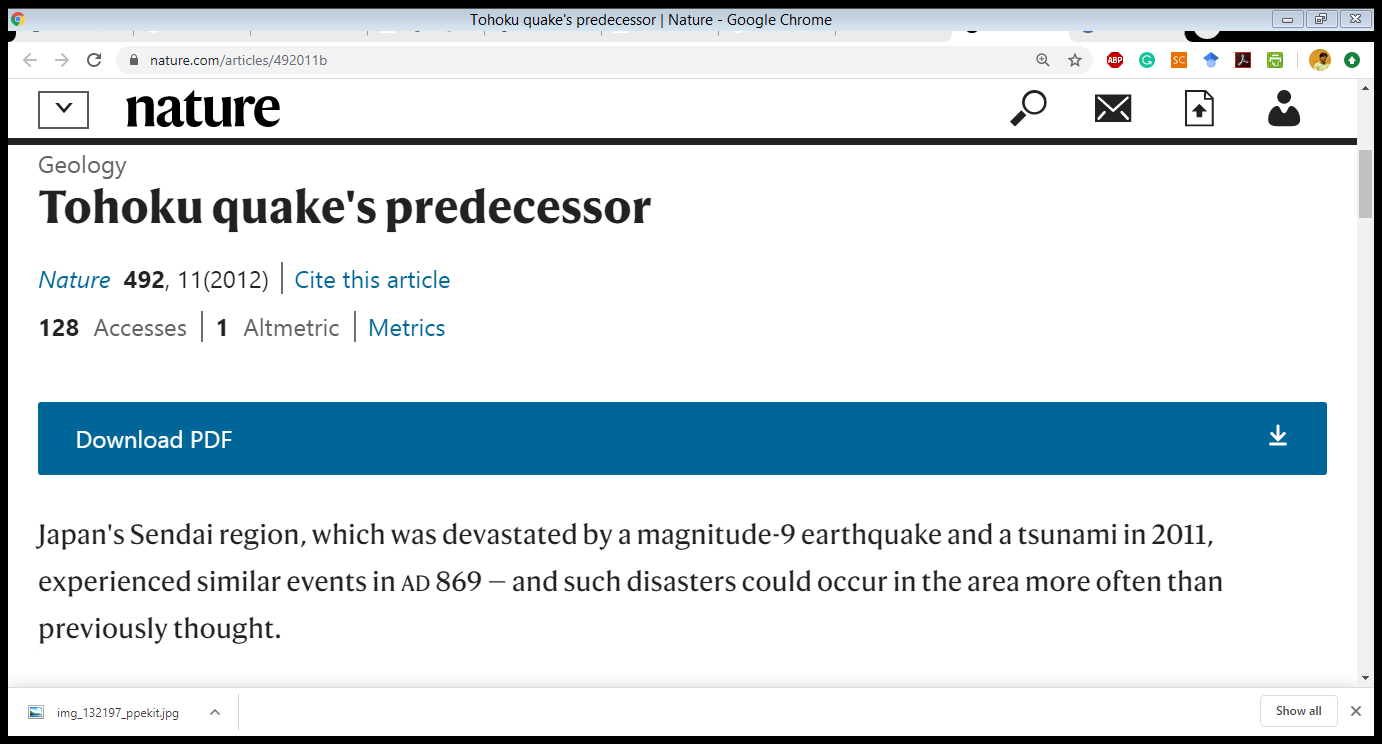 Tohoku quake's predecessor | Nature - Google Chrome
nature.com/articles/492011b
ABP
SC
nature
Geology
Tohoku quake's predecessor
Nature 492, 11(2012) Cite this article
128 Accesses 1 Altmetric Metrics
Download PDF
Japan's Sendai region, which was devastated by a magnitude-9 earthquake and a tsunami in 2011,
experienced similar events in AD 869 — and such disasters could occur in the area more often than
previously thought.
img_132197_ppekit.jpg
Show all